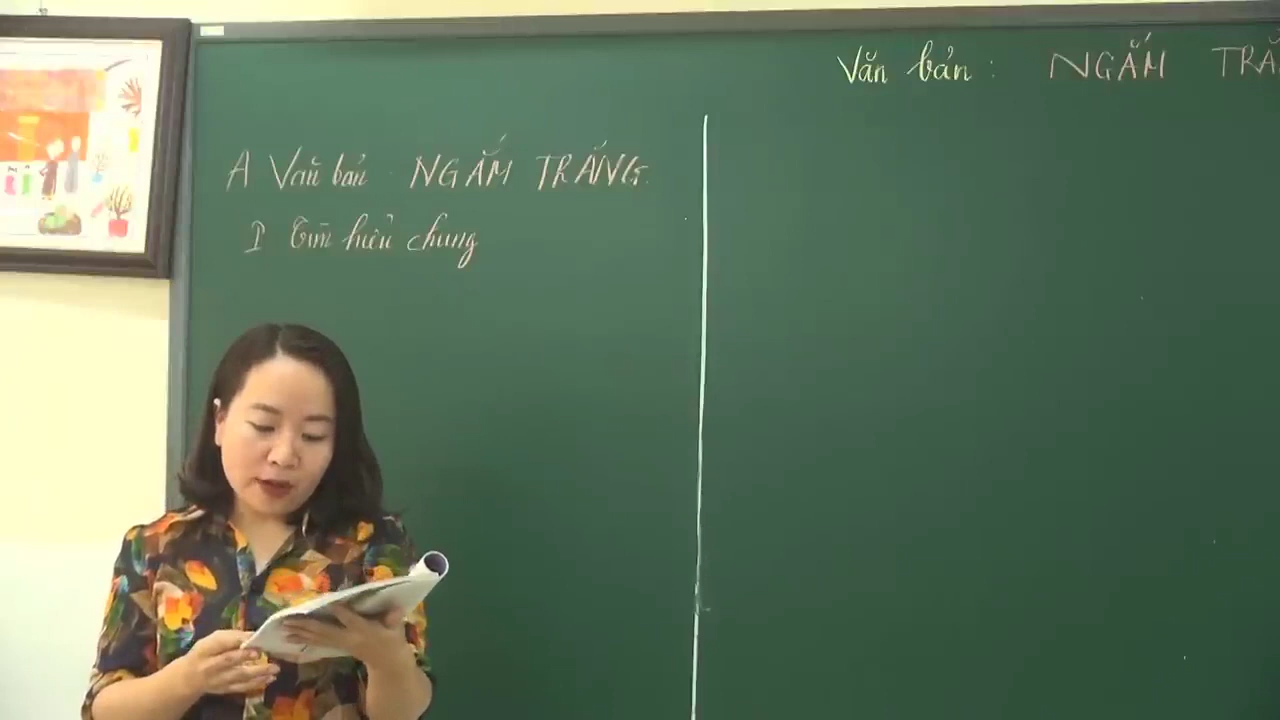 Văn bản : NGẮM TRĂ
A Văn bản : NGẮM TRĂNG.
I Tìm hiểu chung